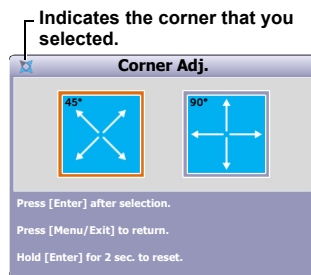 Indicates the corner that you
selected.
Corner Adj.
45°
90°
Press [Enter] after selection.
Press [Menu/Exit] to return.
Hold [Enter] for 2 sec. to reset.